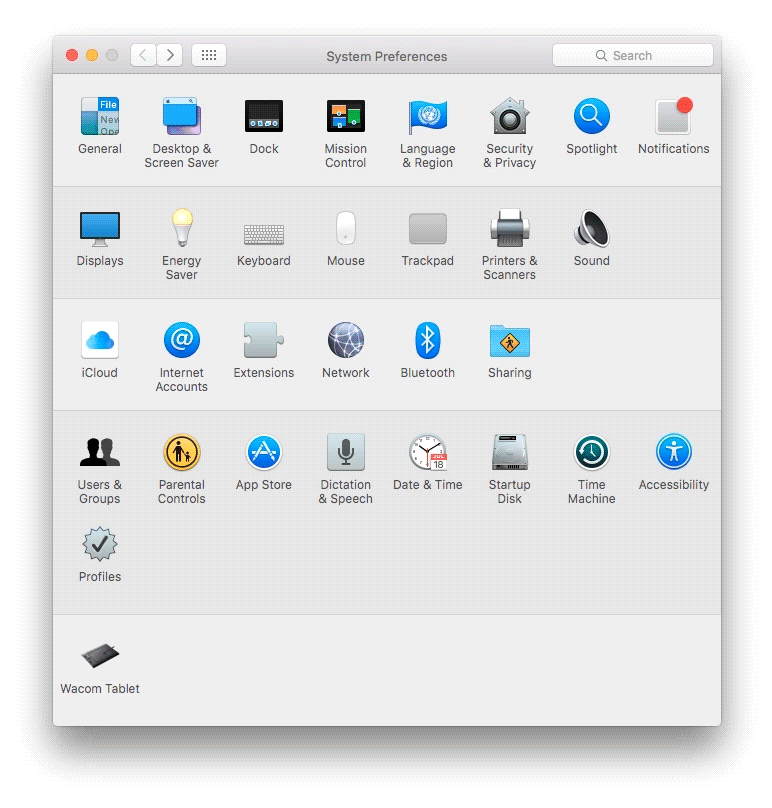 System Preferences
Search
File
New
Ope
General
Desktop &
Screen Saver
Dock
Mission
Control
Language
& Region
Security
& Privacy
Spotlight
Notifications
Displays
Energy
Saver
Keyboard
Mouse
Trackpad
Printers &
Scanners
Sound
iCloud
@
Internet
Accounts
Extensions
Network
Bluetooth
Sharing
Users &
Groups
Parental
Controls
App Store
Dictation
& Speech
JUL
18
Date & Time
Startup
Disk
Time
Machine
Accessibility
Profiles
Wacom Tablet